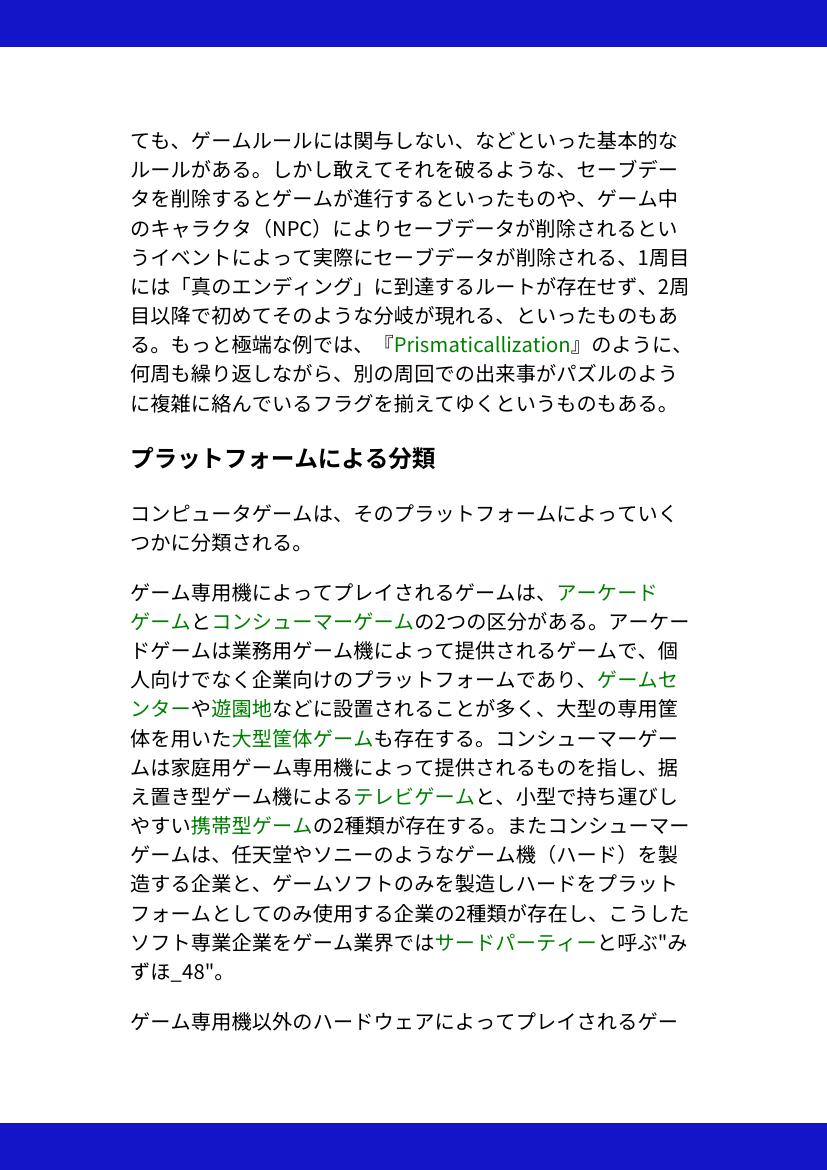 ても、ゲームルールには関与しない、などといった基本的な
ルールがある。しかし敢えてそれを破るような、セーブデー
タを削除するとゲームが進行するといったものや、ゲーム中
のキャラクタ（NPC）によりセーブデータが削除されるとい
うイベントによって実際にセーブデータが削除される、1周目
には「真のエンディング」に到達するルートが存在せず、2周
目以降で初めてそのような分岐が現れる、といったものもあ
る。もっと極端な例では、『Prismaticallization』のように、
何周も繰り返しながら、別の周回での出来事がパズルのよう
に複雑に絡んでいるフラグを揃えてゆくというものもある。
プラットフォームによる分類
コンピュータゲームは、そのプラットフォームによっていく
つかに分類される。
ゲーム専用機によってプレイされるゲームは、アーケード
ゲームとコンシューマーゲームの2つの区分がある。アーケー
ドゲームは業務用ゲーム機によって提供されるゲームで、個
人向けでなく企業向けのプラットフォームであり、ゲームセ
ンターや遊園地などに設置されることが多く、大型の専用筐
体を用いた大型筐体ゲームも存在する。コンシューマーゲー
ムは家庭用ゲーム専用機によって提供されるものを指し、据
え置き型ゲーム機によるテレビゲームと、小型で持ち運びし
やすい携帯型ゲームの2種類が存在する。またコンシューマー
ゲームは、任天堂やソニーのようなゲーム機（ハード）を製
造する企業と、ゲームソフトのみを製造しハードをプラット
フォームとしてのみ使用する企業の2種類が存在し、こうした
ソフト専業企業をゲーム業界ではサードパーティーと呼ぶ"み
ずほ_48"。
ゲーム専用機以外のハードウェアによってプレイされるゲー